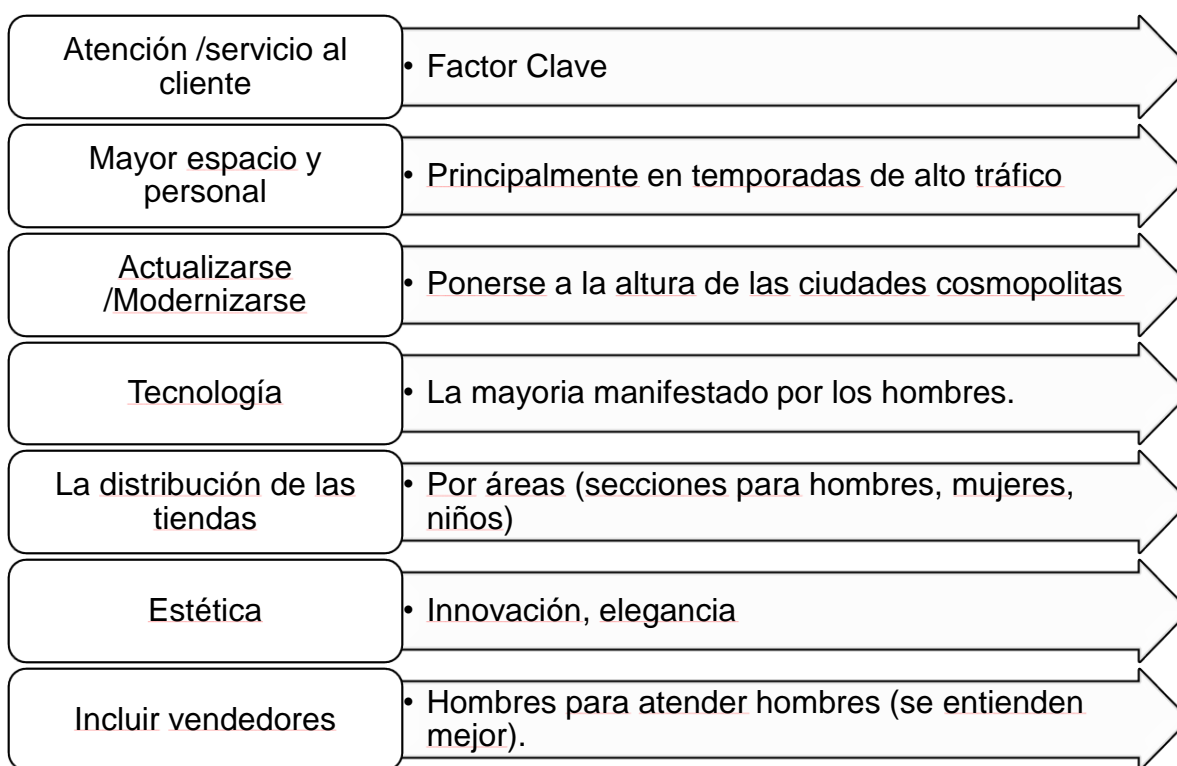 Atención /servicio al
cliente
• Factor Clave
Mayor espacio y
personal
• Principalmente en temporadas de alto tráfico
Actualizarse
/Modernizarse
• Ponerse a la altura de las ciudades cosmopolitas
Tecnología
• La mayoria manifestado por los hombres.
La distribución de las
tiendas
• Por áreas (secciones para hombres, mujeres,
niños)
Estética
• Innovación, elegancia
Incluir vendedores
• Hombres para atender hombres (se entienden
mejor).